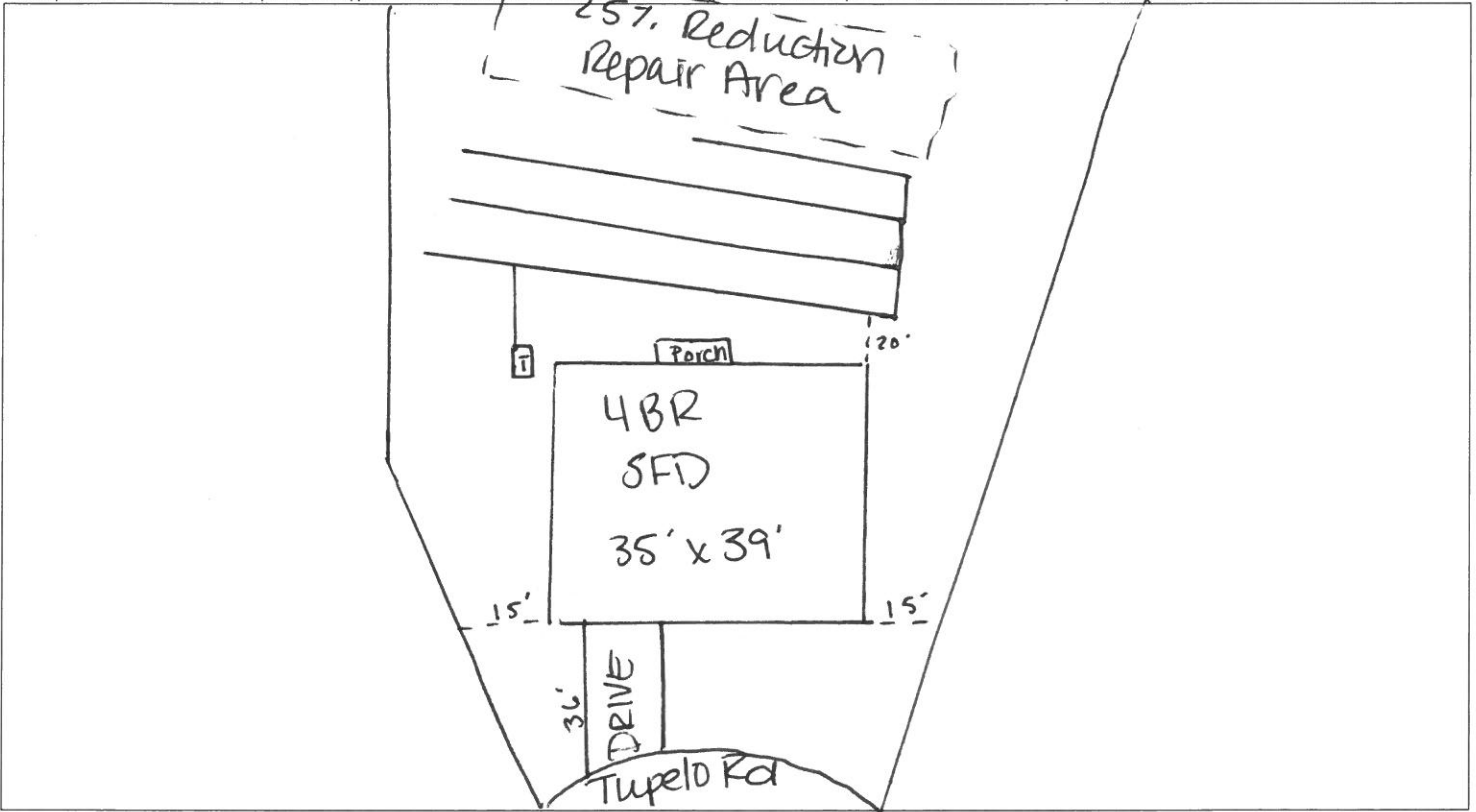 25% Reduction
Repair Area
20'
T
Porch
4BR
SFD
35' x 39'
15'
15'
36'
DRIVE
Tupelo Rd